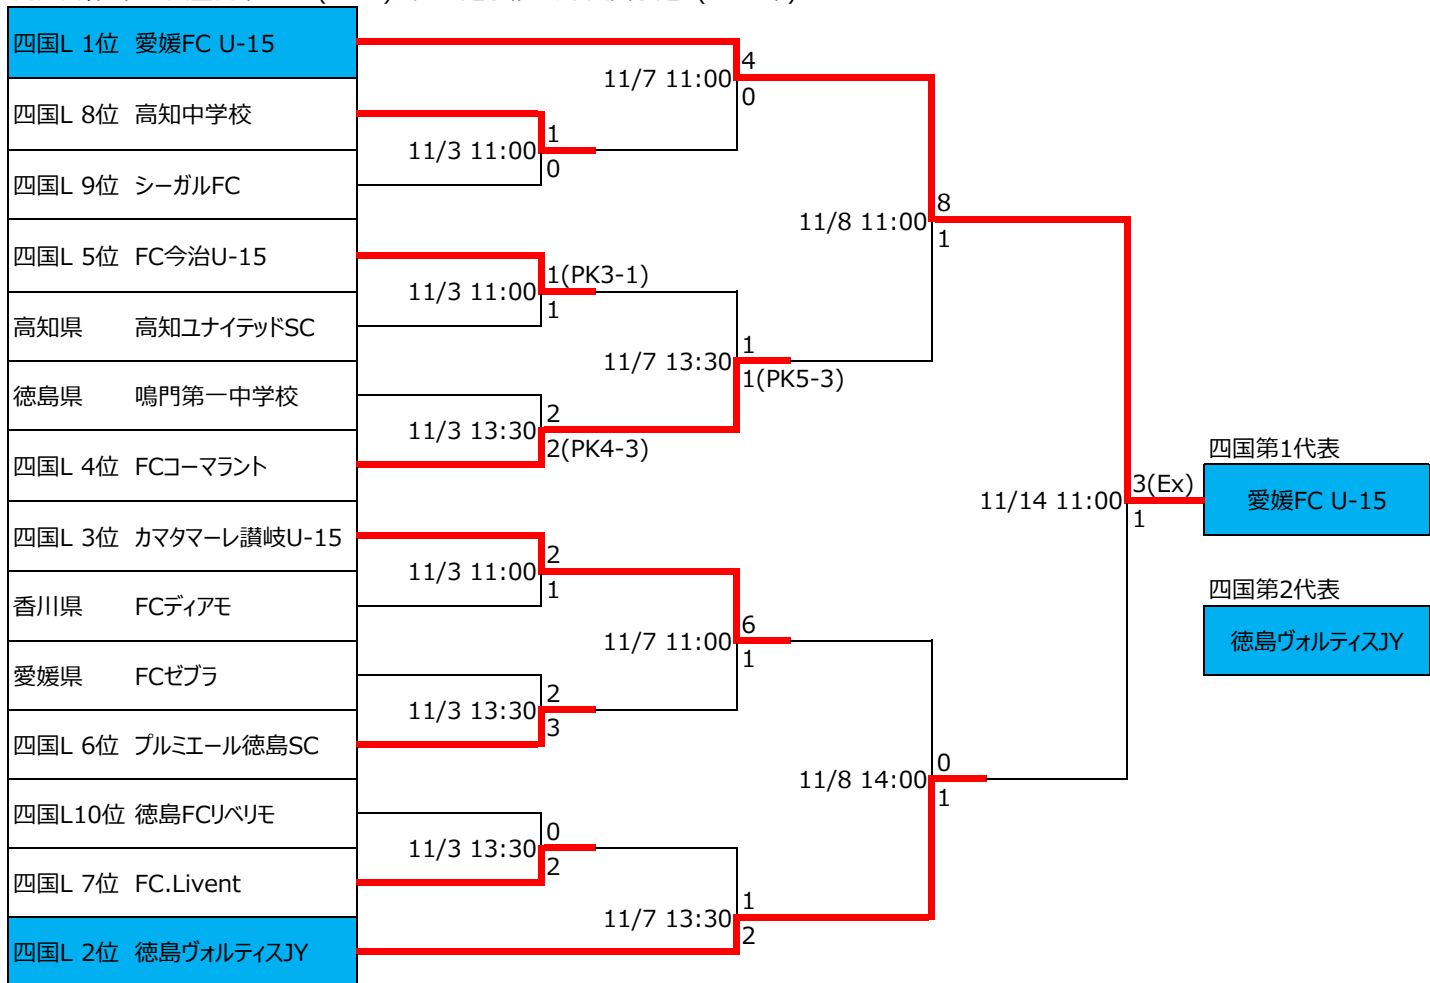 四国L 1位 愛媛FC U-15
4
11/7 11:00
0
四国L 8位 高知中学校
1
11/3 11:00
0
四国L 9位 シーガルFC
8
11/8 11:00
1
四国L 5位 FC今治U-15
1(PK3-1)
11/3 11:00
1
高知県 高知ユナイテッドSC
1
11/7 13:30
1(PK5-3)
徳島県 鳴門第一中学校
2
11/3 13:30
2(PK4-3)
四国L 4位 FCコーマラント
四国第1代表
3(Ex)
11/14 11:00
1
愛媛FC U-15
四国L 3位 カマタマーレ讃岐U-15
2
11/3 11:00
1
四国第2代表
香川県 FCディアモ
6
11/7 11:00
1
徳島ヴォルティスJY
愛媛県 FCゼブラ
2
11/3 13:30
3
四国L 6位 プルミエール徳島SC
0
11/8 14:00
1
四国L10位 徳島FCリベリモ
0
11/3 13:30
2
四国L 7位 FC.Livent
1
11/7 13:30
2
四国L 2位 徳島ヴォルティスJY